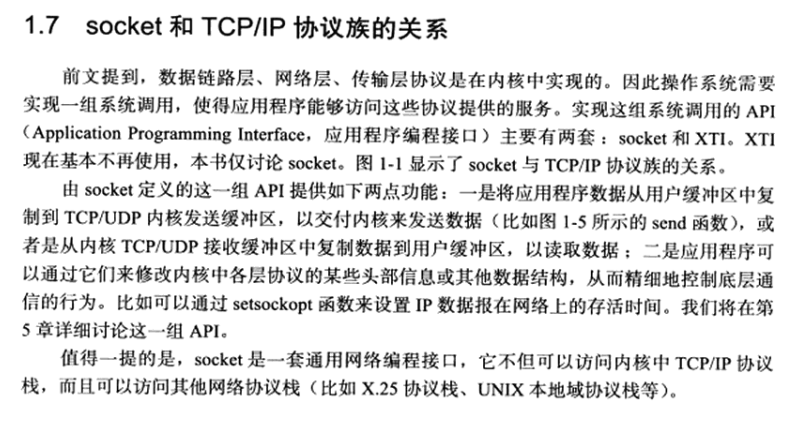 1.7 socket 和 TCP/IP 协议族的关系
前文提到，数据链路层、网络层、传输层协议是在内核中实现的。因此操作系统需要
实现一组系统调用，使得应用程序能够访问这些协议提供的服务。实现这组系统调用的 API
（Application Programming Interface，应用程序编程接口）主要有两套：socket 和 XTI。XTI
现在基本不再使用，本书仅讨论 socket。图 1-1 显示了 socket 与 TCP/IP 协议族的关系。
由 socket 定义的这一组 API 提供如下两点功能：一是将应用程序数据从用户缓冲区中复
制到 TCP/UDP 内核发送缓冲区，以交付内核来发送数据（比如图 1-5 所示的 send 函数），或
者是从内核 TCP/UDP 接收缓冲区中复制数据到用户缓冲区，以读取数据；二是应用程序可
以通过它们来修改内核中各层协议的某些头部信息或其他数据结构，从而精细地控制底层通
信的行为。比如可以通过 setsockopt 函数来设置 IP 数据报在网络上的存活时间。我们将在第
5 章详细讨论这一组 API。
值得一提的是，socket 是一套通用网络编程接口，它不但可以访问内核中 TCP/IP 协议
栈，而且可以访问其他网络协议栈（比如 X.25 协议栈、UNIX 本地域协议栈等）。